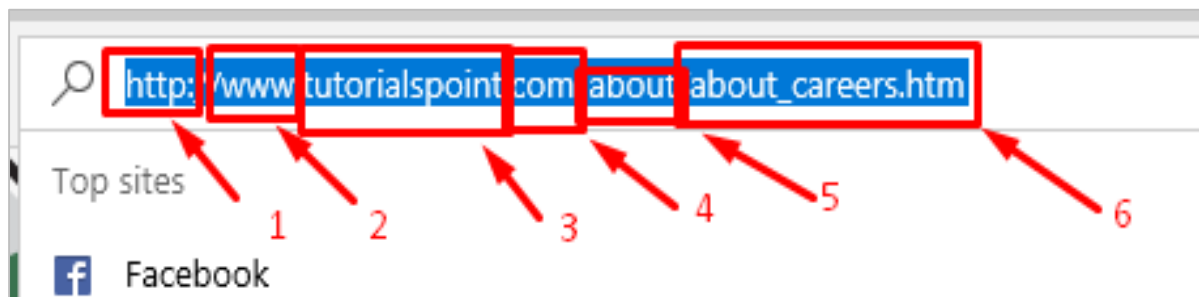 http://www.tutorialspoint.com/about/about_careers.htm
1 2 3 4 5 6
Top sites
f Facebook